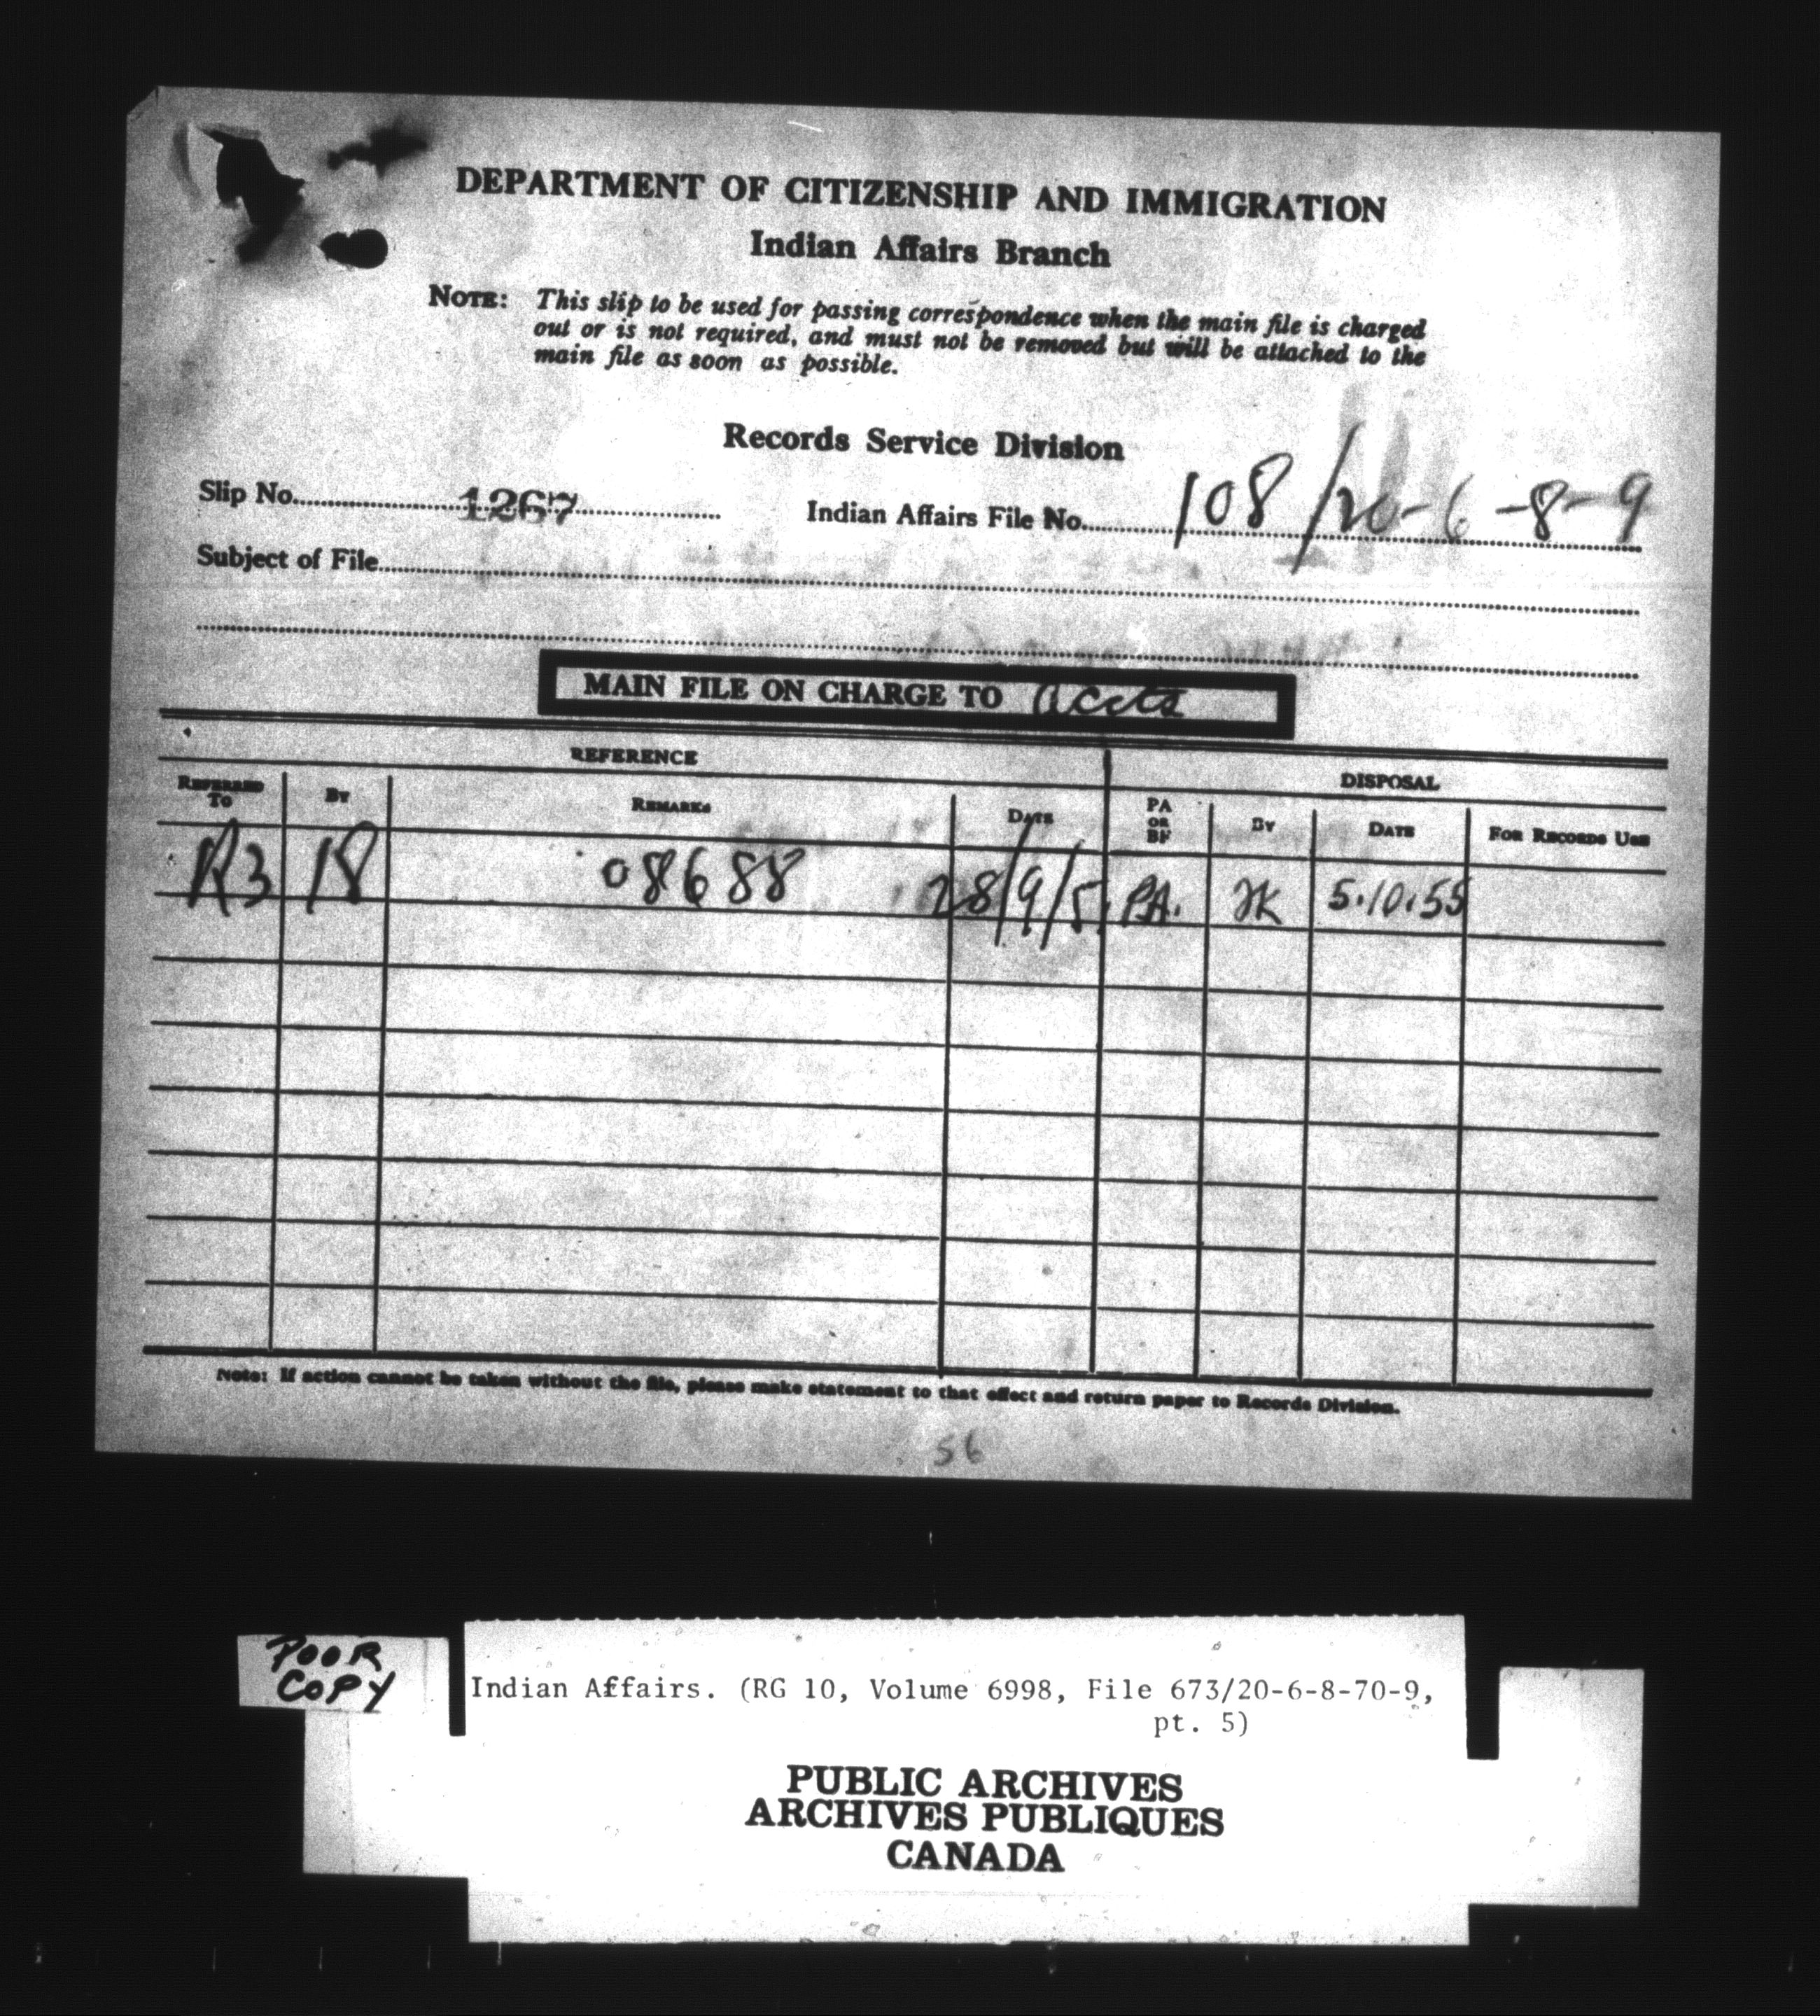 DEPARTMENT OF CITIZENSHIP AND IMMIGRATION
Indian Affairs Branch
NOTE: This slip to be used for passing correspondence when the main file is charged
out or is not required, and must not be removed but will be attached to the
main file as soon as possible.
Records Service Division
Slip No. 1267 Indian Affairs File No. 108/20-6-8-9
Subject of File
MAIN FILE ON CHARGE TO accts
REFERENCE DISPOSAL
REFERRED TO BY REMARKS DATE PA OR BF BY DATE FOR RECORDS USE
R3 18 08688 28/9/5 PA. JK 5.10.55
Note: If action cannot be taken without the file, please make statement to that effect and return paper to Records Division.
56
POOR
COPY
Indian Affairs. (RG 10, Volume 6998, File 673/20-6-8-70-9,
pt. 5)
PUBLIC ARCHIVES
ARCHIVES PUBLIQUES
CANADA